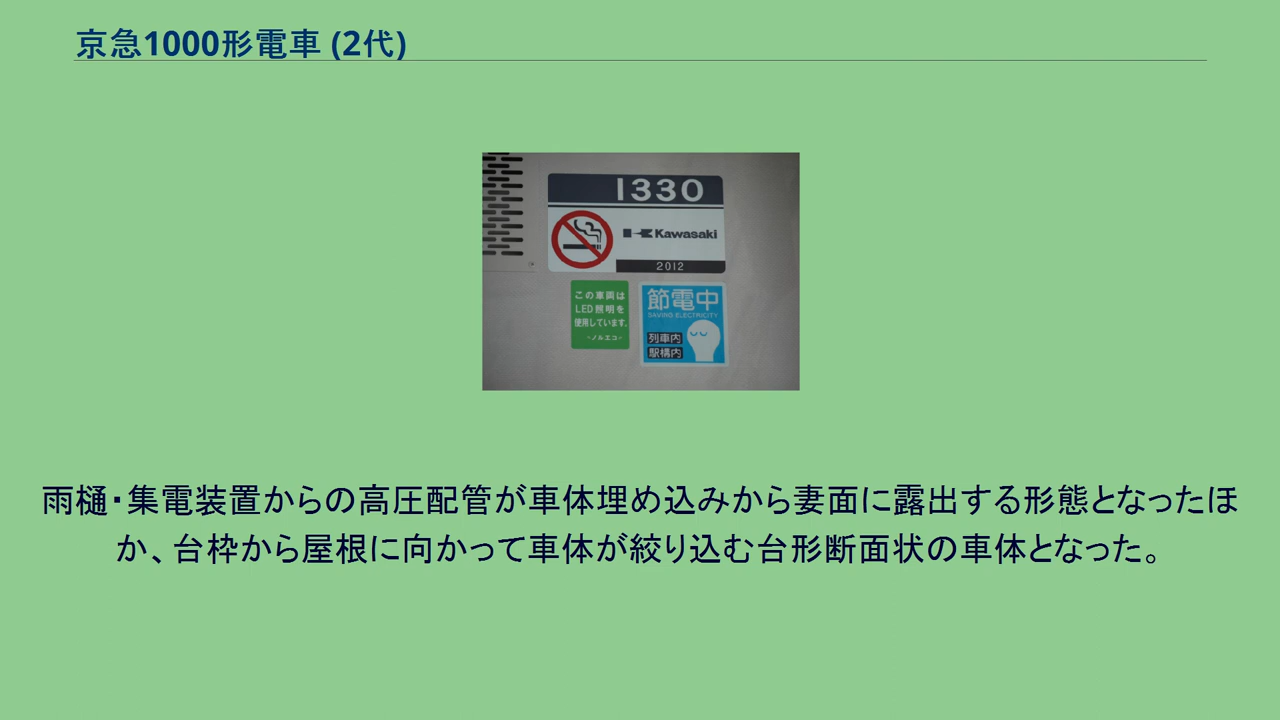 京急1000形電車 (2代)
1330
Kawasaki
2012
この車両は
LED照明を
使用しています。
-ノルエコ-
節電中
SAVING ELECTRICITY
列車内
駅構内
雨樋・集電装置からの高圧配管が車体埋め込みから妻面に露出する形態となったほ
か、台枠から屋根に向かって車体が絞り込む台形断面状の車体となった。